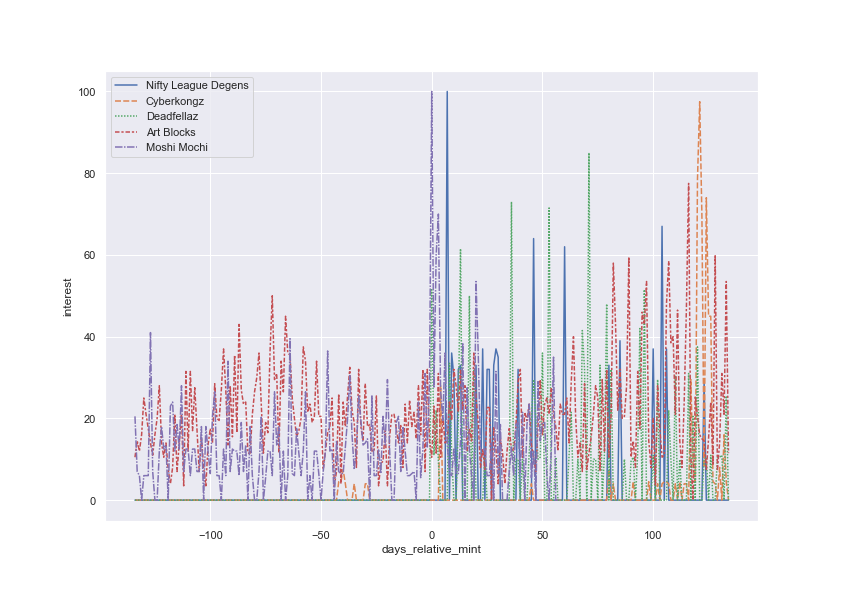 Nifty League Degens
Cyberkongz
Deadfellaz
Art Blocks
Moshi Mochi
100
80
60
40
20
0
interest
−100
−50
0
50
100
days_relative_mint